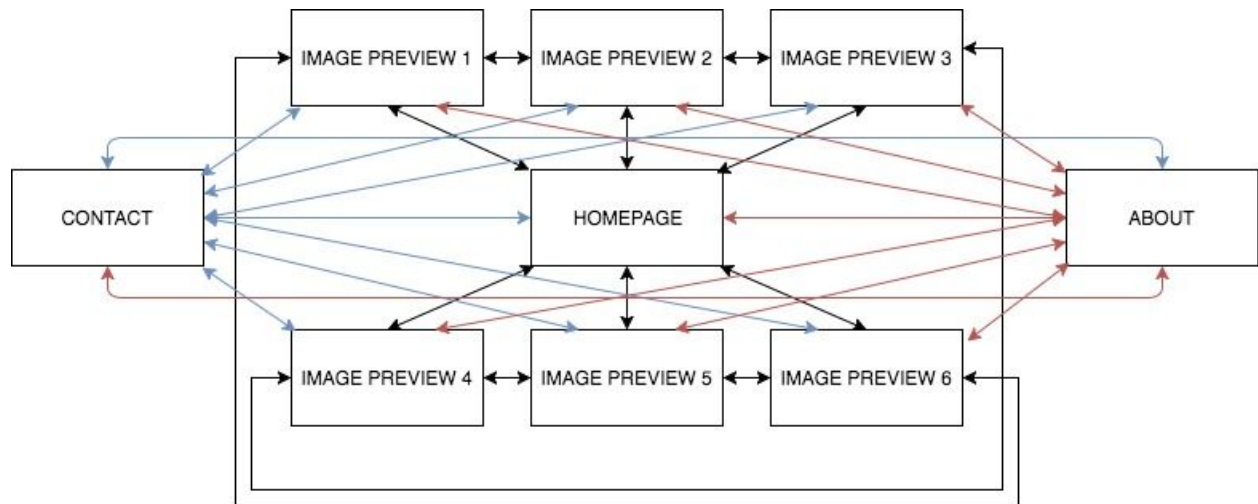 IMAGE PREVIEW 1
IMAGE PREVIEW 2
IMAGE PREVIEW 3
CONTACT
HOMEPAGE
ABOUT
IMAGE PREVIEW 4
IMAGE PREVIEW 5
IMAGE PREVIEW 6